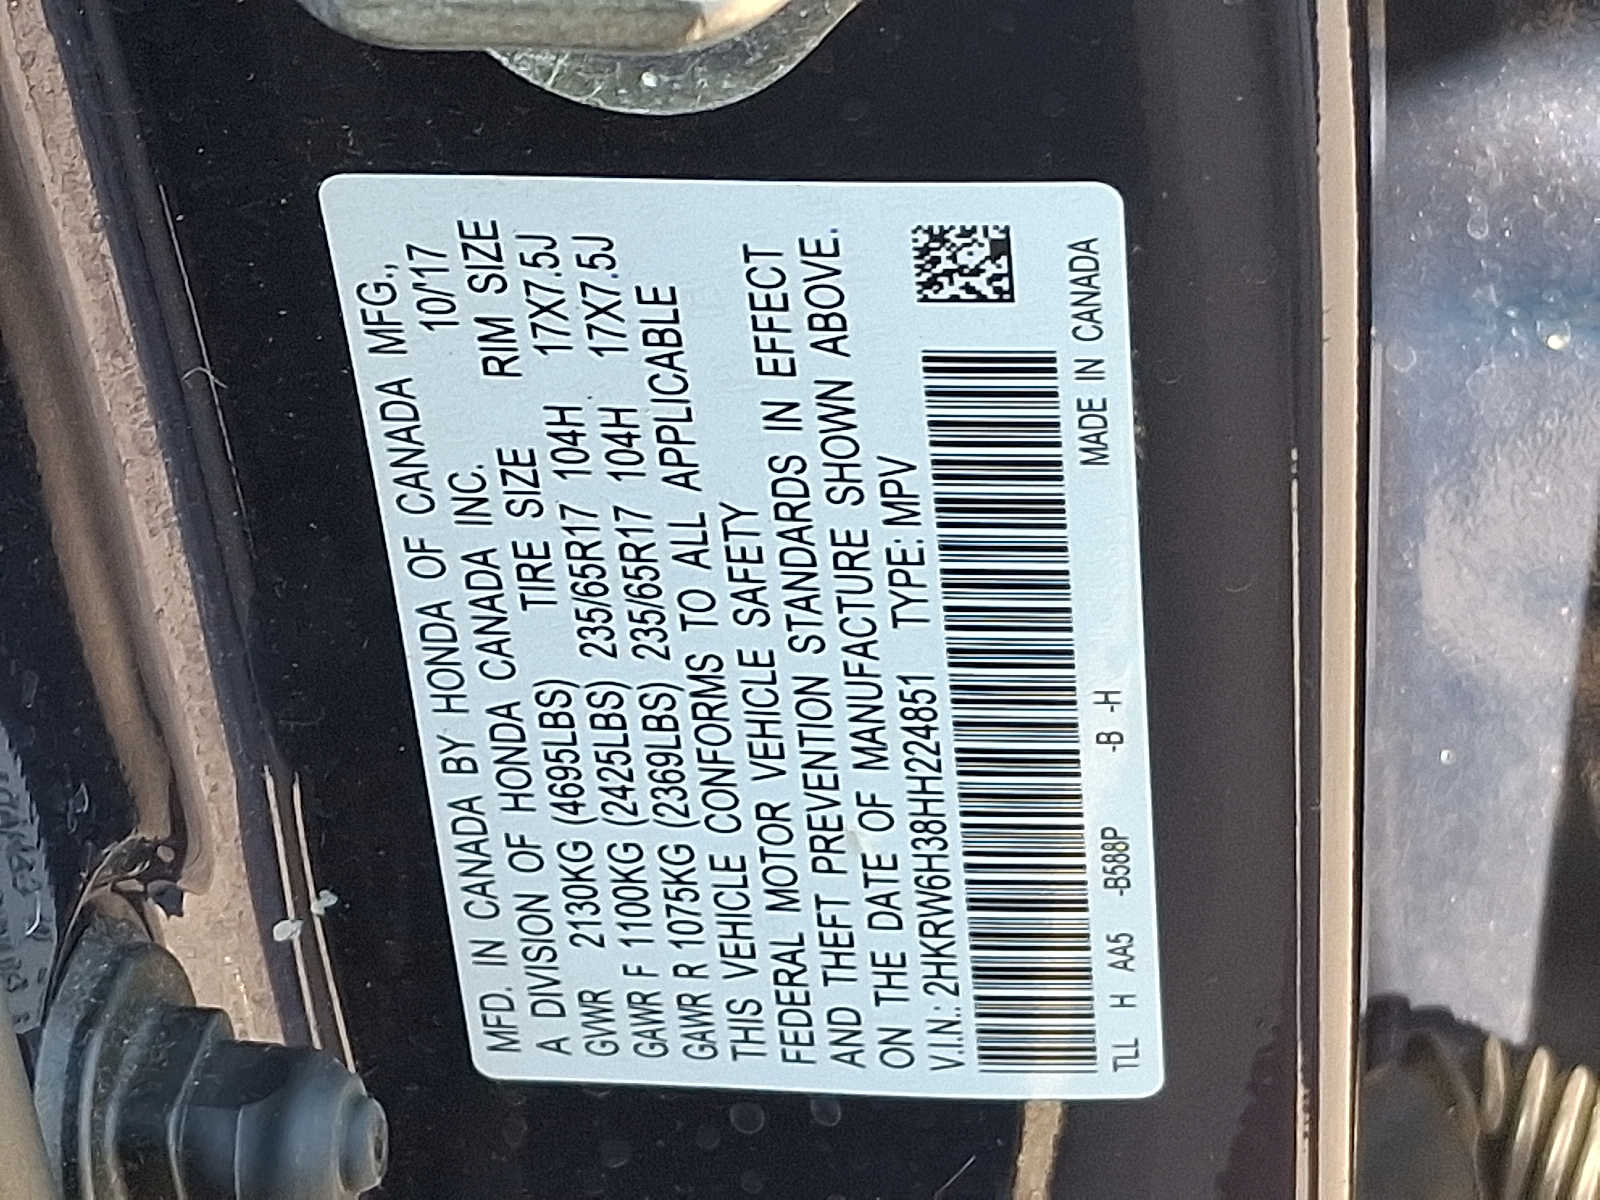 MFD. IN CANADA BY HONDA OF CANADA MFG.,
A DIVISION OF HONDA CANADA INC. 10/'17
TIRE SIZE RIM SIZE
GVWR 2130KG (4695LBS)
GAWR F 1100KG (2425LBS) 235/65R17 104H 17X7.5J
GAWR R 1075KG (2369LBS) 235/65R17 104H 17X7.5J
THIS VEHICLE CONFORMS TO ALL APPLICABLE
FEDERAL MOTOR VEHICLE SAFETY
AND THEFT PREVENTION STANDARDS IN EFFECT
ON THE DATE OF MANUFACTURE SHOWN ABOVE.
V.I.N.: 2HKRW6H38HH224851 TYPE: MPV
TLL H AA5 -B588P -B -H MADE IN CANADA